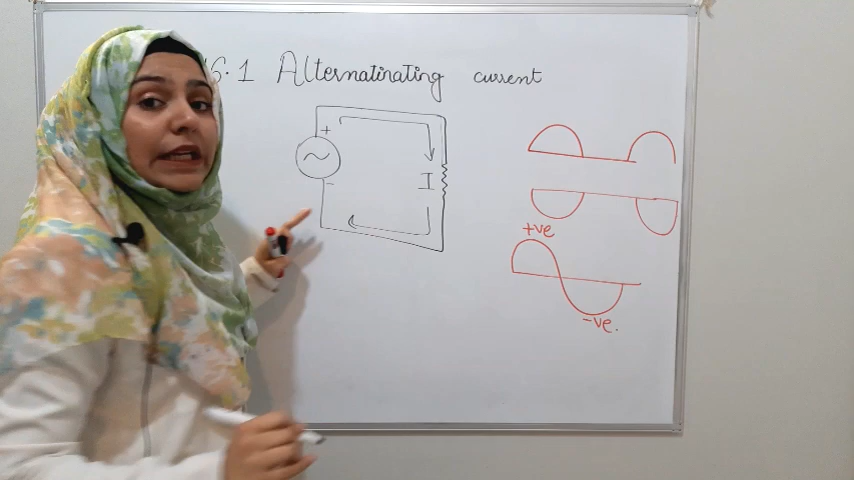 6.1 Alternatinating current
+
I
-
+ve
-ve.